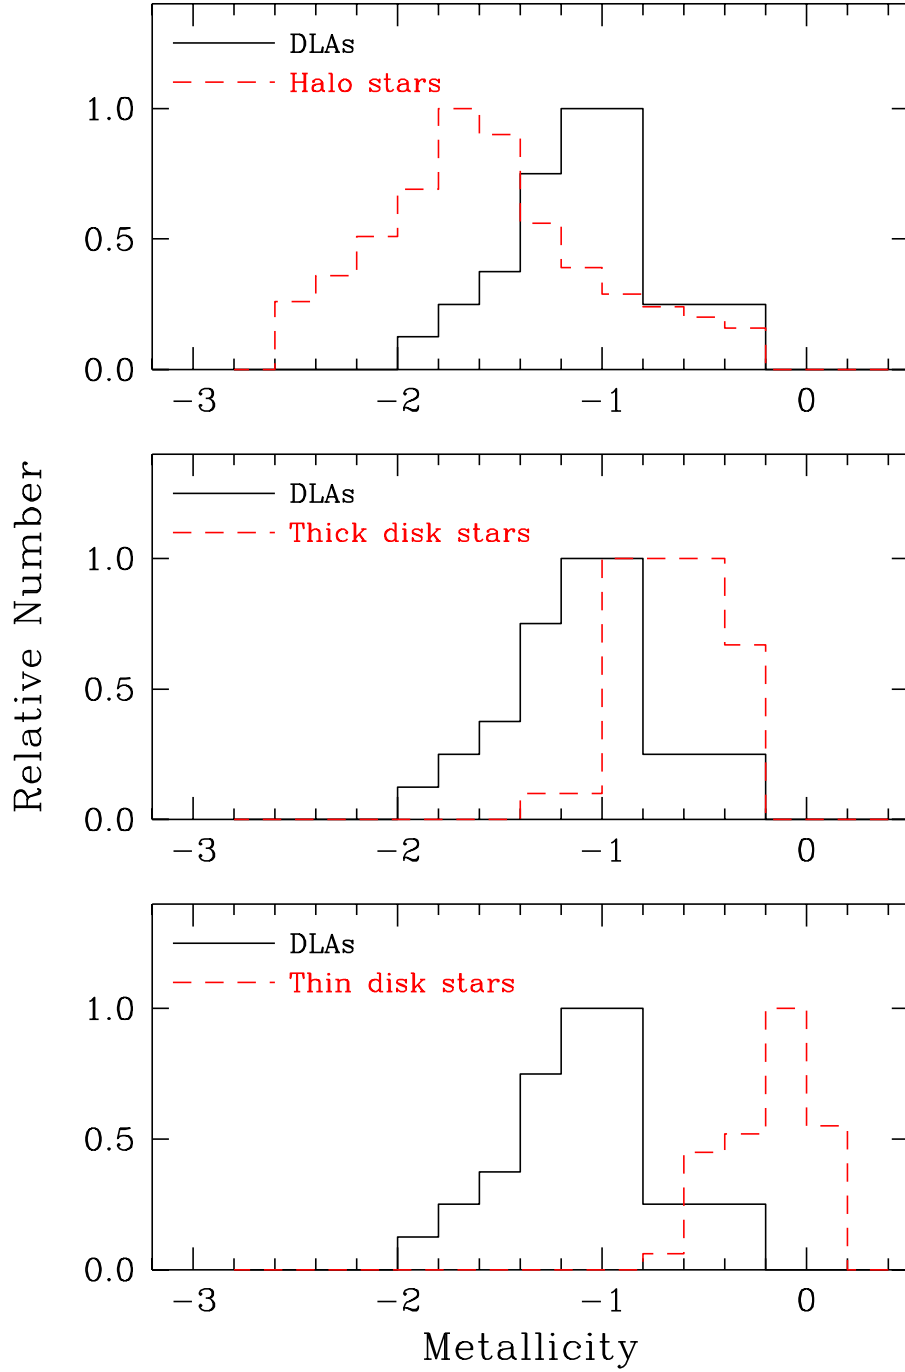 DLAs
Halo stars
1.0
0.5
0.0
−3 −2 −1 0
DLAs
Thick disk stars
1.0
0.5
0.0
−3 −2 −1 0
Relative Number
DLAs
Thin disk stars
1.0
0.5
0.0
−3 −2 −1 0
Metallicity